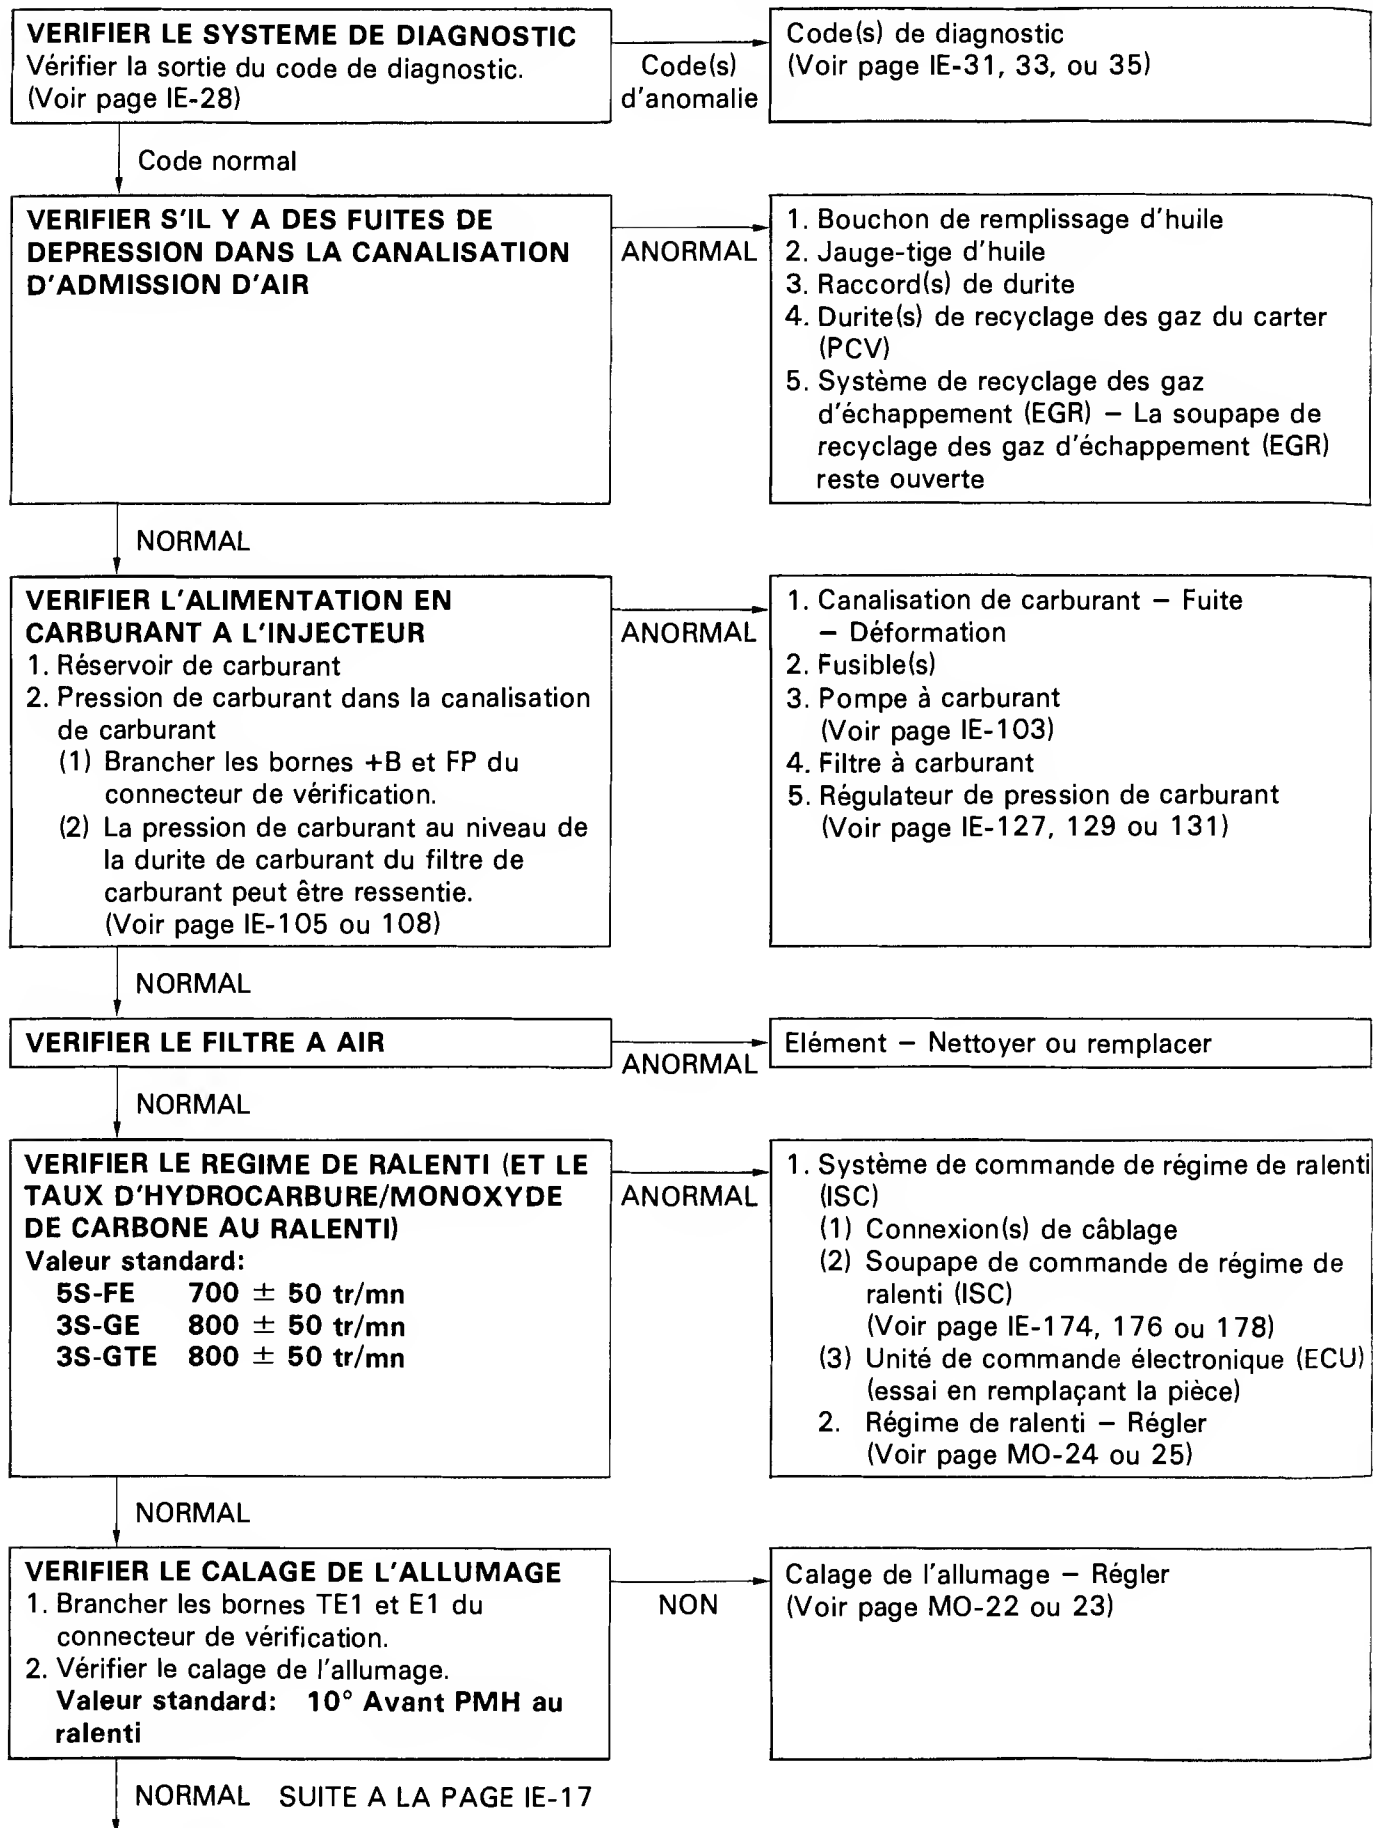 VERIFIER LE SYSTEME DE DIAGNOSTIC
Vérifier la sortie du code de diagnostic.
(Voir page IE-28)
Code(s)
d'anomalie
Code(s) de diagnostic
(Voir page IE-31, 33, ou 35)
Code normal
VERIFIER S'IL Y A DES FUITES DE
DEPRESSION DANS LA CANALISATION
D'ADMISSION D'AIR
ANORMAL
1. Bouchon de remplissage d'huile
2. Jauge-tige d'huile
3. Raccord(s) de durite
4. Durite(s) de recyclage des gaz du carter
(PCV)
5. Système de recyclage des gaz
d'échappement (EGR) – La soupape de
recyclage des gaz d'échappement (EGR)
reste ouverte
NORMAL
VERIFIER L'ALIMENTATION EN
CARBURANT A L'INJECTEUR
1. Réservoir de carburant
2. Pression de carburant dans la canalisation
de carburant
(1) Brancher les bornes +B et FP du
connecteur de vérification.
(2) La pression de carburant au niveau de
la durite de carburant du filtre de
carburant peut être ressentie.
(Voir page IE-105 ou 108)
ANORMAL
1. Canalisation de carburant – Fuite
– Déformation
2. Fusible(s)
3. Pompe à carburant
(Voir page IE-103)
4. Filtre à carburant
5. Régulateur de pression de carburant
(Voir page IE-127, 129 ou 131)
NORMAL
VERIFIER LE FILTRE A AIR
ANORMAL
Elément – Nettoyer ou remplacer
NORMAL
VERIFIER LE REGIME DE RALENTI (ET LE
TAUX D'HYDROCARBURE/MONOXYDE
DE CARBONE AU RALENTI)
Valeur standard:
5S-FE 700 ± 50 tr/mn
3S-GE 800 ± 50 tr/mn
3S-GTE 800 ± 50 tr/mn
ANORMAL
1. Système de commande de régime de ralenti
(ISC)
(1) Connexion(s) de câblage
(2) Soupape de commande de régime de
ralenti (ISC)
(Voir page IE-174, 176 ou 178)
(3) Unité de commande électronique (ECU)
(essai en remplaçant la pièce)
2. Régime de ralenti – Régler
(Voir page MO-24 ou 25)
NORMAL
VERIFIER LE CALAGE DE L'ALLUMAGE
1. Brancher les bornes TE1 et E1 du
connecteur de vérification.
2. Vérifier le calage de l'allumage.
Valeur standard: 10° Avant PMH au
ralenti
NON
Calage de l'allumage – Régler
(Voir page MO-22 ou 23)
NORMAL SUITE A LA PAGE IE-17